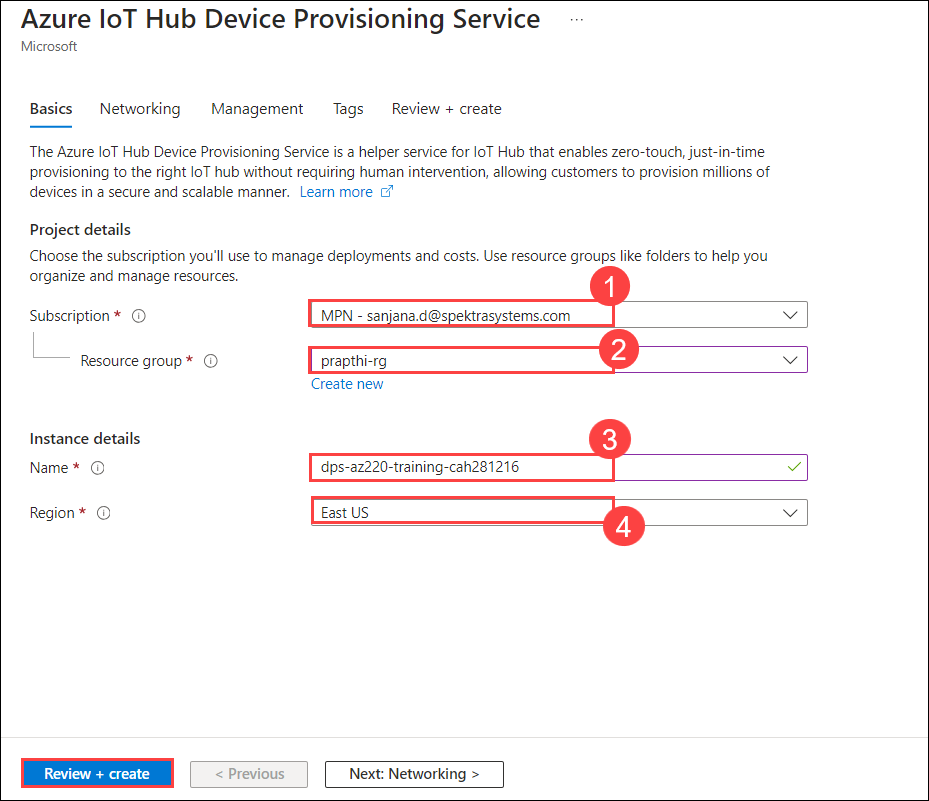 Azure IoT Hub Device Provisioning Service ...
Microsoft
Basics Networking Management Tags Review + create
The Azure IoT Hub Device Provisioning Service is a helper service for IoT Hub that enables zero-touch, just-in-time
provisioning to the right IoT hub without requiring human intervention, allowing customers to provision millions of
devices in a secure and scalable manner. Learn more
Project details
Choose the subscription you'll use to manage deployments and costs. Use resource groups like folders to help you
organize and manage resources.
1
Subscription * MPN - sanjana.d@spektrasystems.com
2
Resource group * prapthi-rg
Create new
Instance details
3
Name * dps-az220-training-cah281216
Region * East US
4
Review + create < Previous Next: Networking >